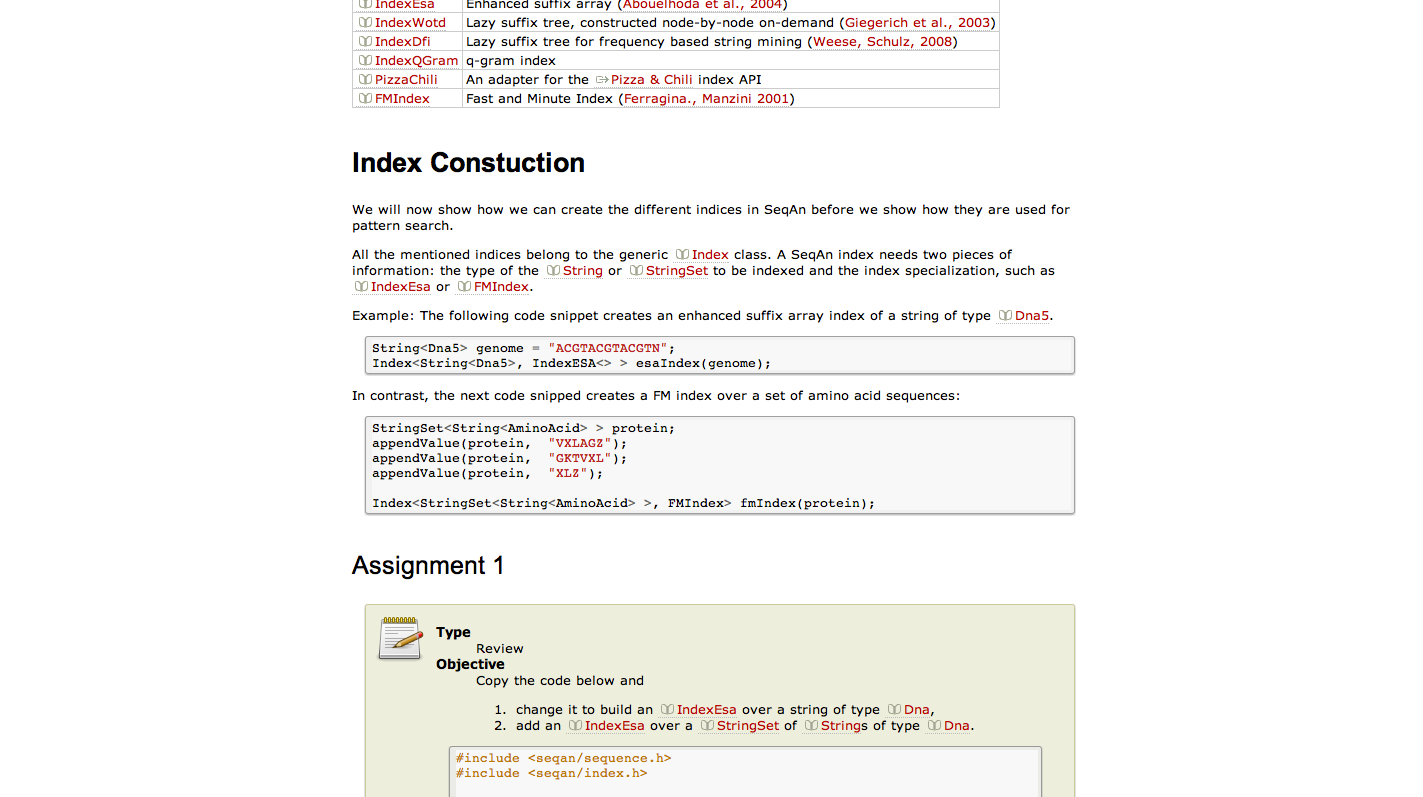 IndexEsa Enhanced suffix array (Abouelhoda et al., 2004)
IndexWotd Lazy suffix tree, constructed node-by-node on-demand (Giegerich et al., 2003)
IndexDfi Lazy suffix tree for frequency based string mining (Weese, Schulz, 2008)
IndexQGram q-gram index
PizzaChili An adapter for the Pizza & Chili index API
FMIndex Fast and Minute Index (Ferragina., Manzini 2001)
Index Constuction
We will now show how we can create the different indices in SeqAn before we show how they are used for
pattern search.
All the mentioned indices belong to the generic Index class. A SeqAn index needs two pieces of
information: the type of the String or StringSet to be indexed and the index specialization, such as
IndexEsa or FMIndex.
Example: The following code snippet creates an enhanced suffix array index of a string of type Dna5.
String<Dna5> genome = "ACGTACGTACGTN";
Index<String<Dna5>, IndexESA<> > esaIndex(genome);
In contrast, the next code snipped creates a FM index over a set of amino acid sequences:
StringSet<String<AminoAcid> > protein;
appendValue(protein, "VXLAGZ");
appendValue(protein, "GKTVXL");
appendValue(protein, "XLZ");
Index<StringSet<String<AminoAcid> >, FMIndex> fmIndex(protein);
Assignment 1
Type
Review
Objective
Copy the code below and
1. change it to build an IndexEsa over a string of type Dna,
2. add an IndexEsa over a StringSet of Strings of type Dna.
#include <seqan/sequence.h>
#include <seqan/index.h>